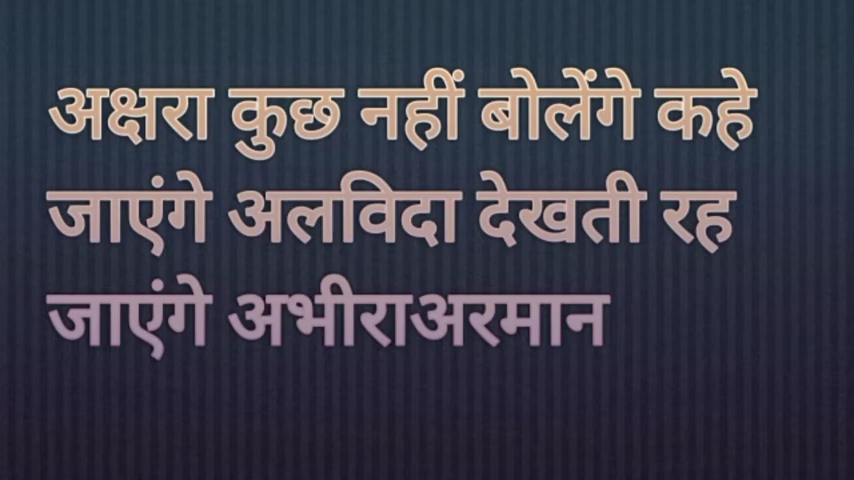 अक्षरा कुछ नहीं बोलेंगे कहे
जाएंगे अलविदा देखती रह
जाएंगे अभीराअरमान